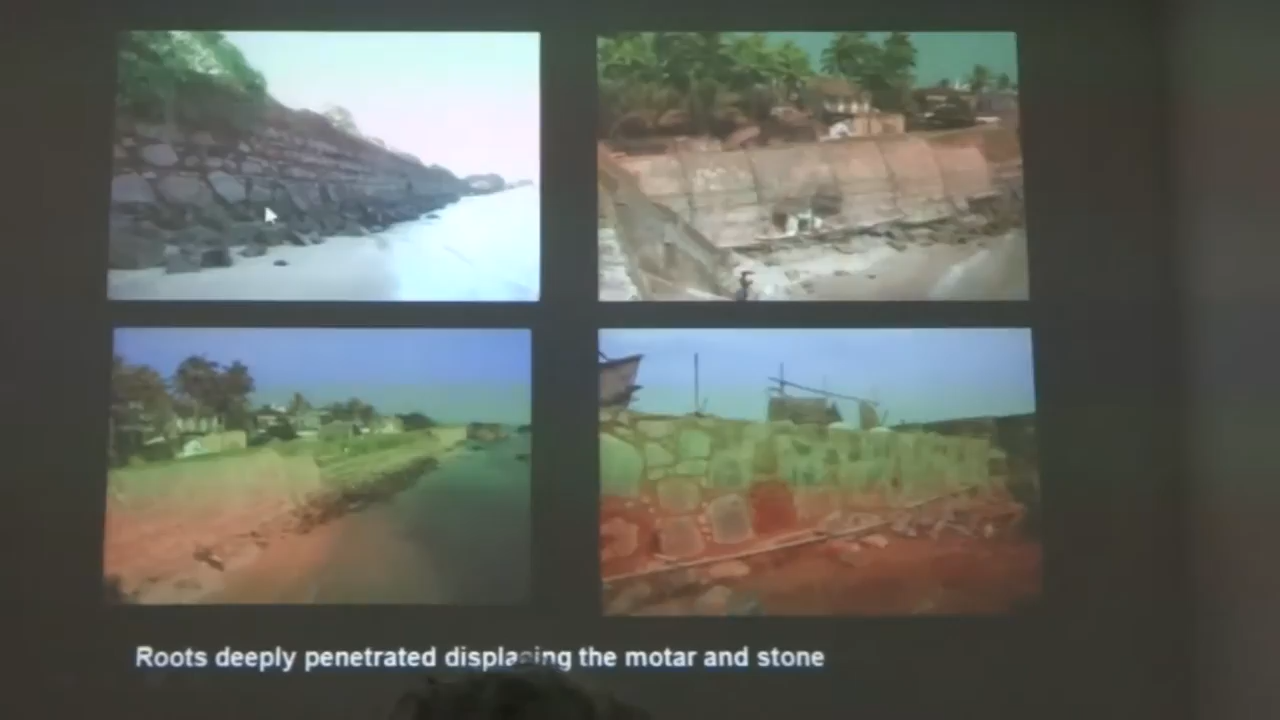 Roots deeply penetrated displacing the motar and stone